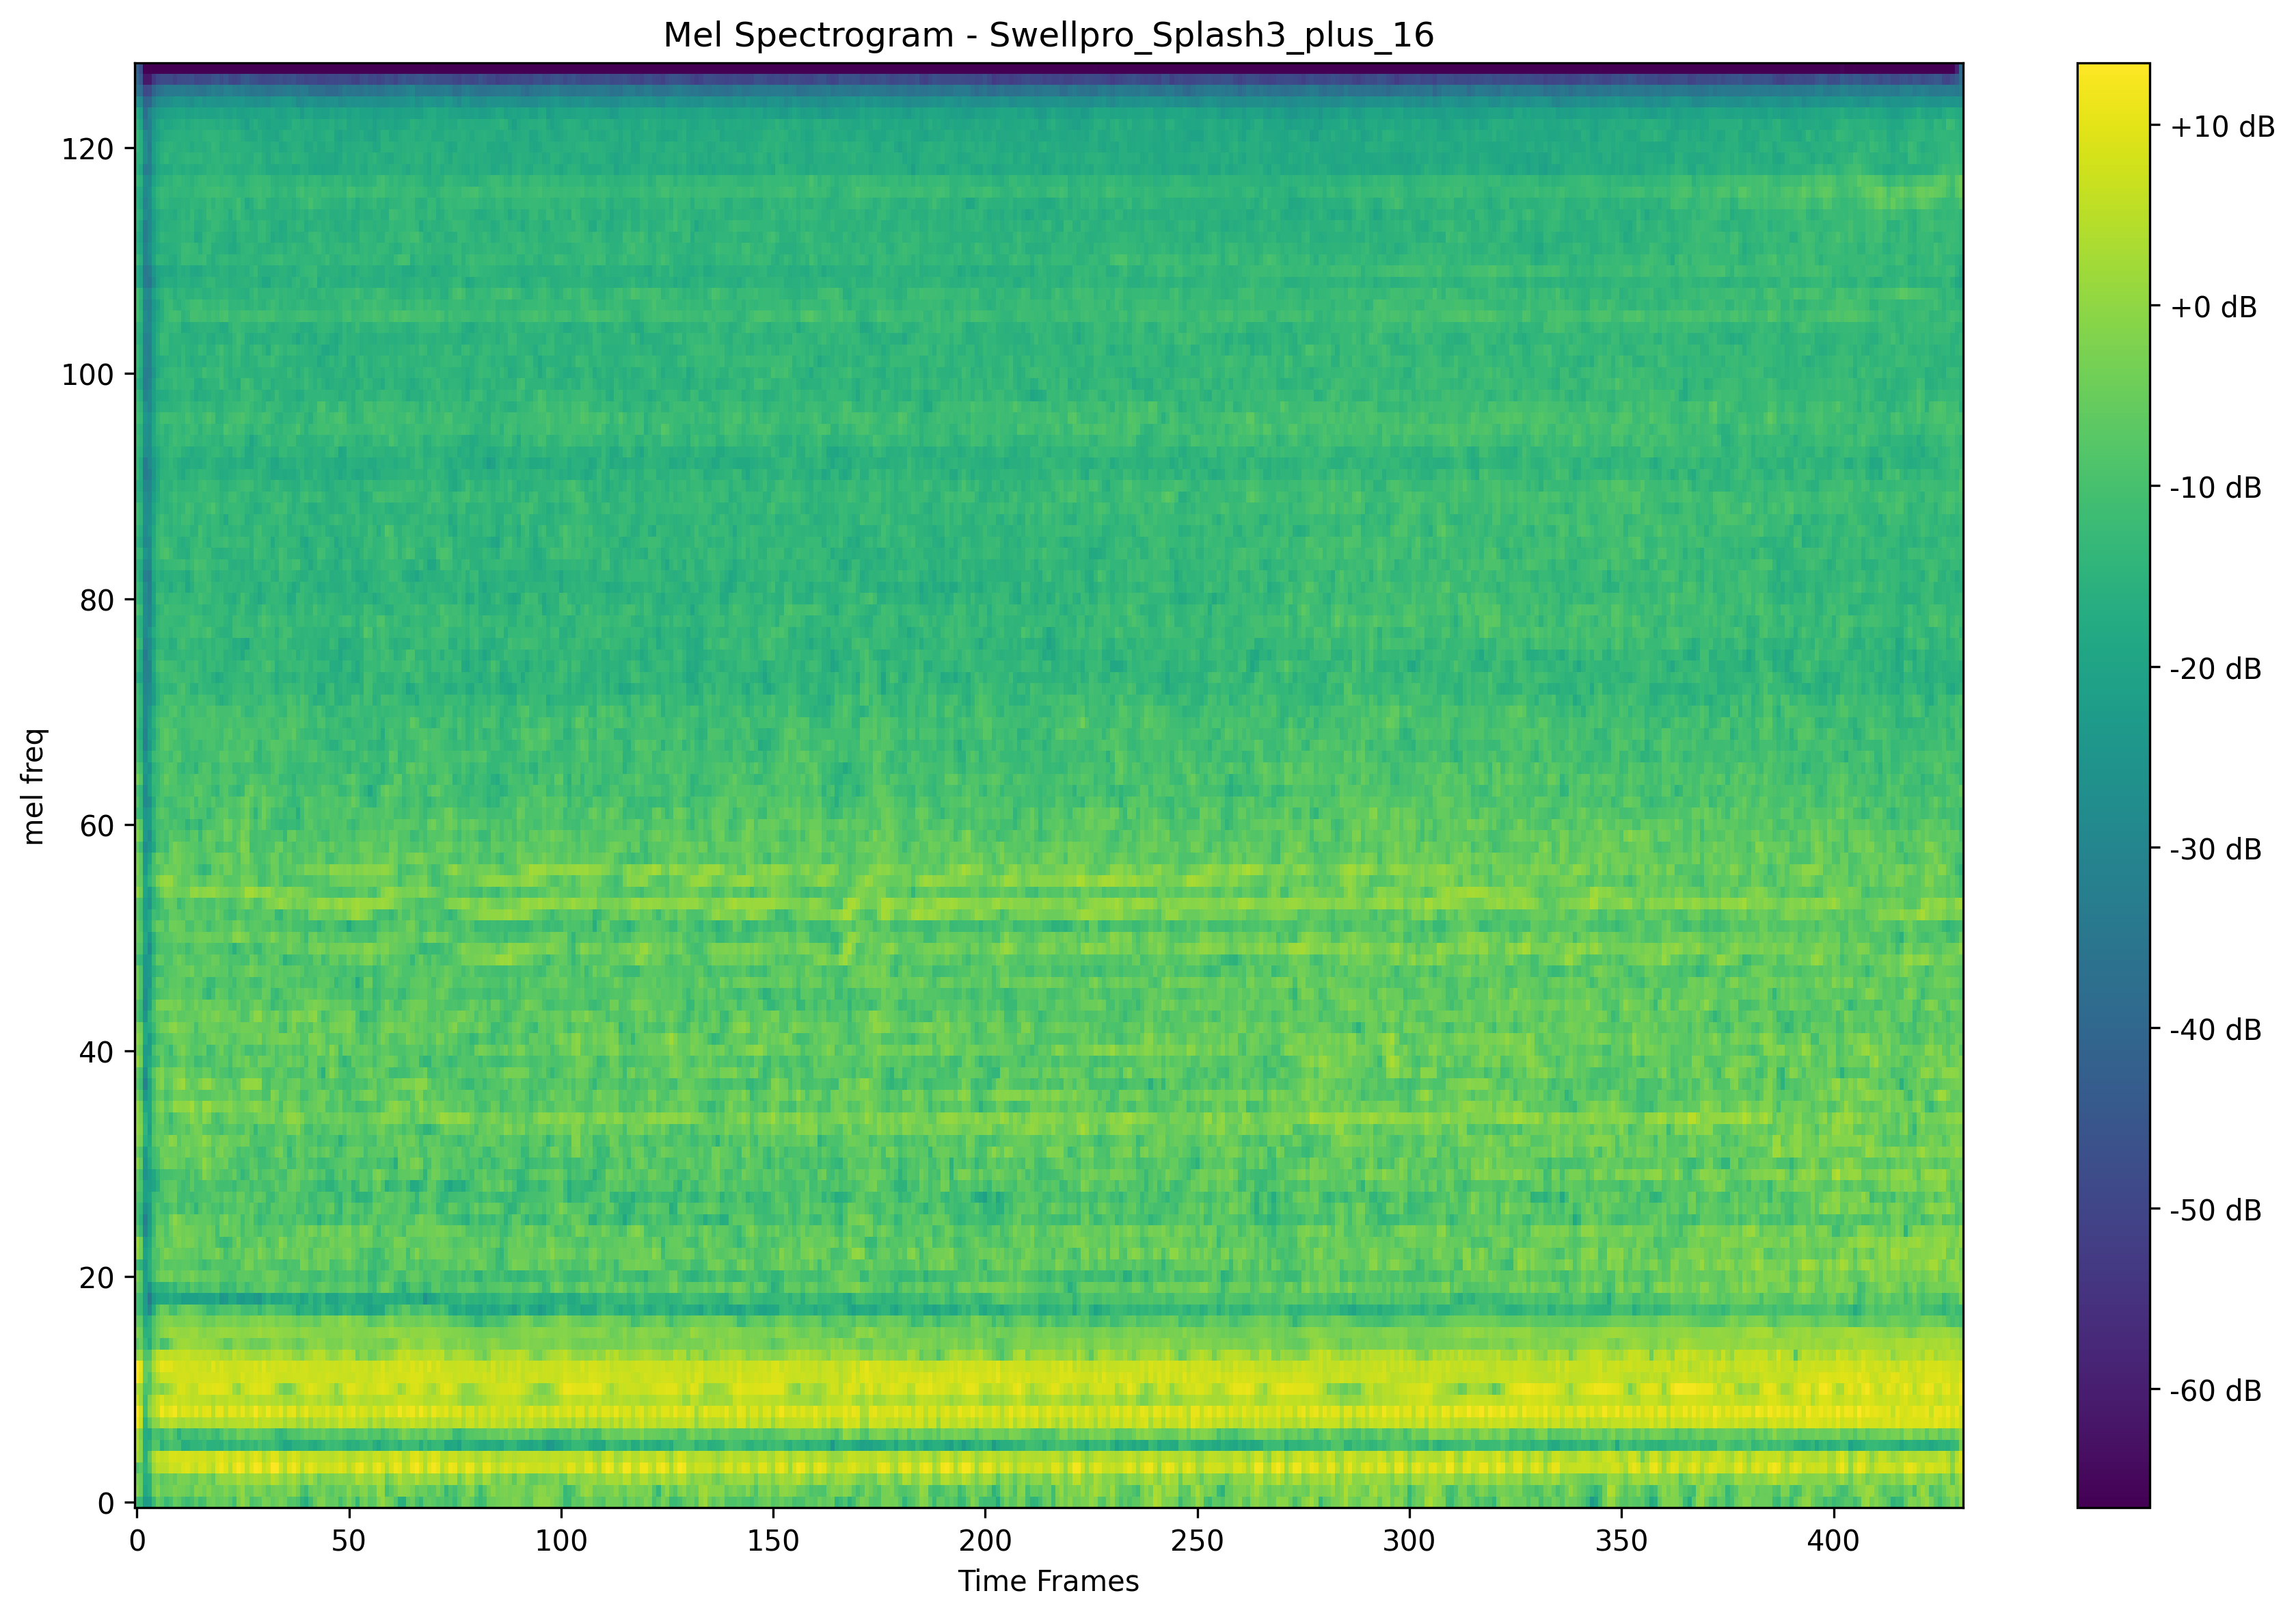 Mel Spectrogram - Swellpro_Splash3_plus_16
mel freq
120
100
80
60
40
20
0
0 50 100 150 200 250 300 350 400
Time Frames
+10 dB
+0 dB
-10 dB
-20 dB
-30 dB
-40 dB
-50 dB
-60 dB